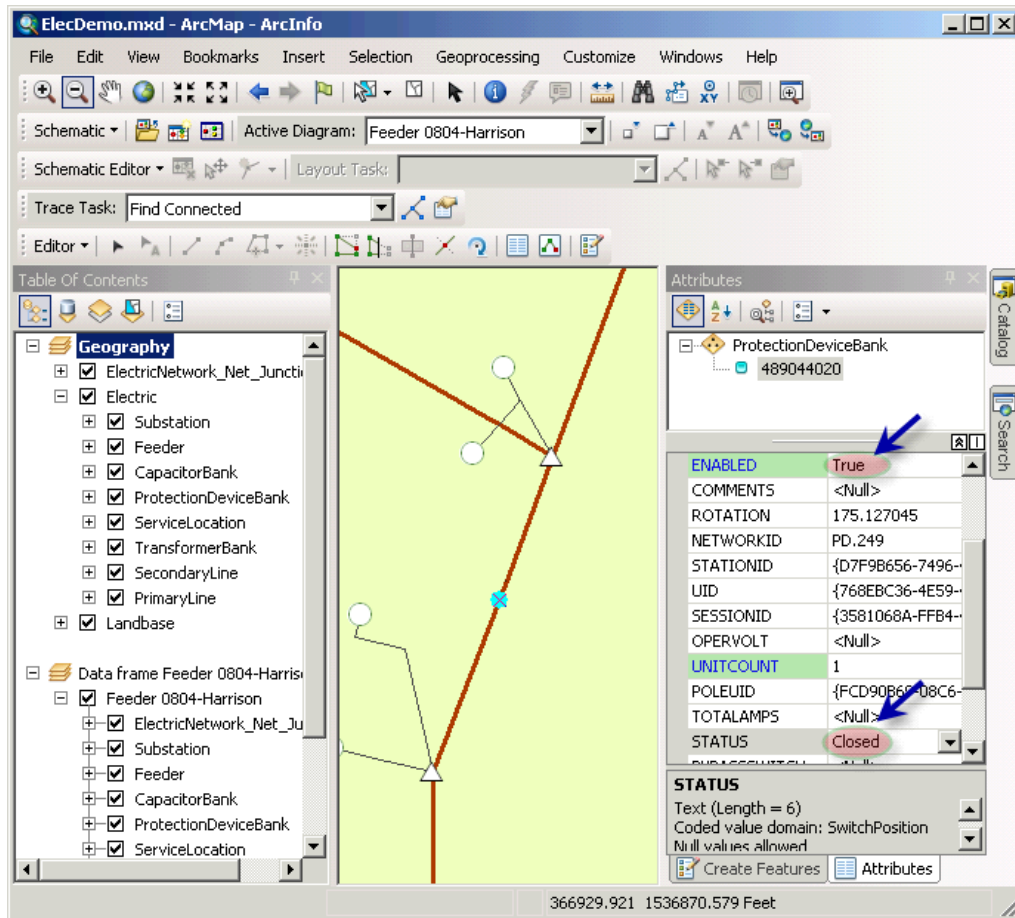 ElecDemo.mxd - ArcMap - ArcInfo
File Edit View Bookmarks Insert Selection Geoprocessing Customize Windows Help
Schematic Active Diagram: Feeder 0804-Harrison
Schematic Editor Layout Task:
Trace Task: Find Connected
Editor
Table Of Contents
Geography
ElectricNetwork_Net_Juncti
Electric
Substation
Feeder
CapacitorBank
ProtectionDeviceBank
ServiceLocation
TransformerBank
SecondaryLine
PrimaryLine
Landbase
Data frame Feeder 0804-Harris
Feeder 0804-Harrison
ElectricNetwork_Net_Ju
Substation
Feeder
CapacitorBank
ProtectionDeviceBank
ServiceLocation
Attributes
ProtectionDeviceBank
489044020
ENABLED True
COMMENTS <Null>
ROTATION 175.127045
NETWORKID PD.249
STATIONID {D7F9B656-7496-
UID {768EBC36-4E59-
SESSIONID {3581068A-FFB4-
OPERVOLT <Null>
UNITCOUNT 1
POLEUID
TOTALAMPS <Null>
STATUS Closed
STATUS
Text (Length = 6)
Coded value domain: SwitchPosition
Null values allowed
Create Features Attributes
Catalog
Search
366929.921 1536870.579 Feet